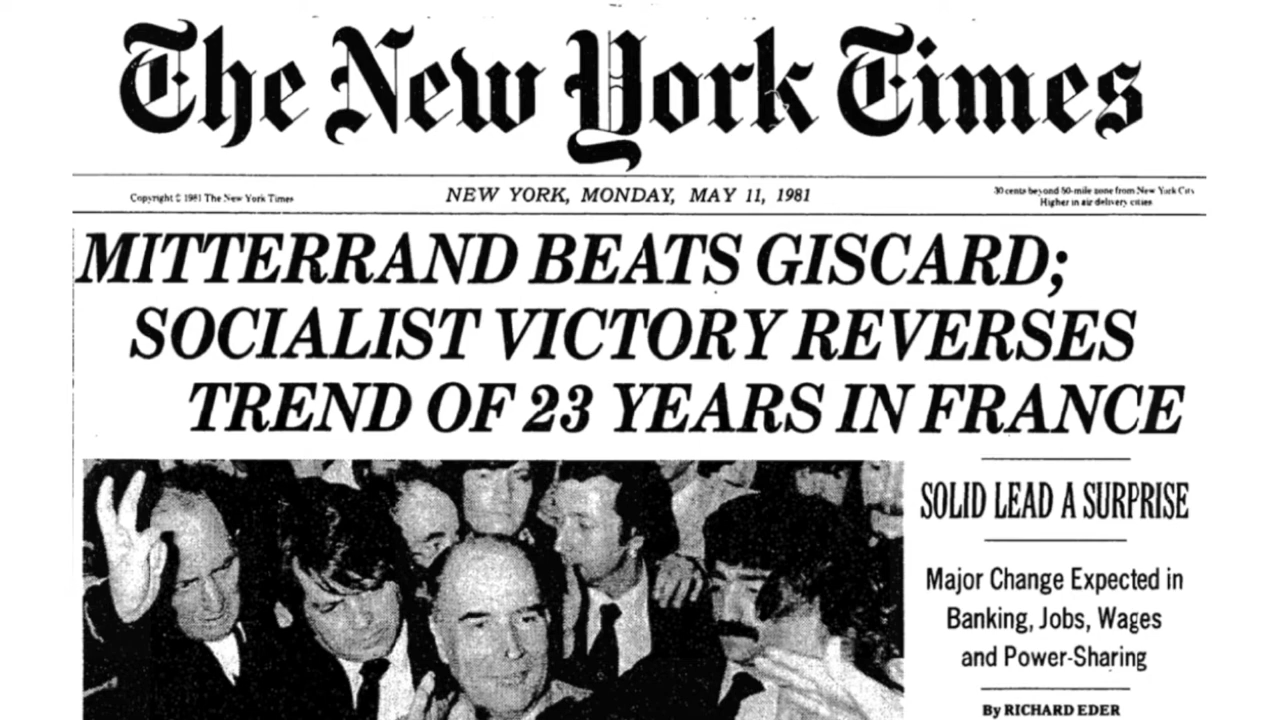 The New York Times
Copyright © 1981 The New York Times
NEW YORK, MONDAY, MAY 11, 1981
30 cents beyond 50-mile zone from New York City
Higher in air delivery cities
MITTERRAND BEATS GISCARD;
SOCIALIST VICTORY REVERSES
TREND OF 23 YEARS IN FRANCE
SOLID LEAD A SURPRISE
Major Change Expected in
Banking, Jobs, Wages
and Power-Sharing
By RICHARD EDER